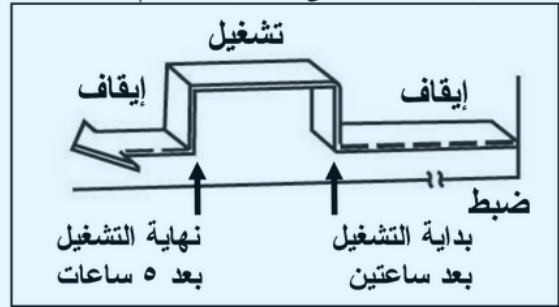 تشغيل
إيقاف
إيقاف
ضبط
بداية التشغيل
بعد ساعتين
نهاية التشغيل
بعد ٥ ساعات